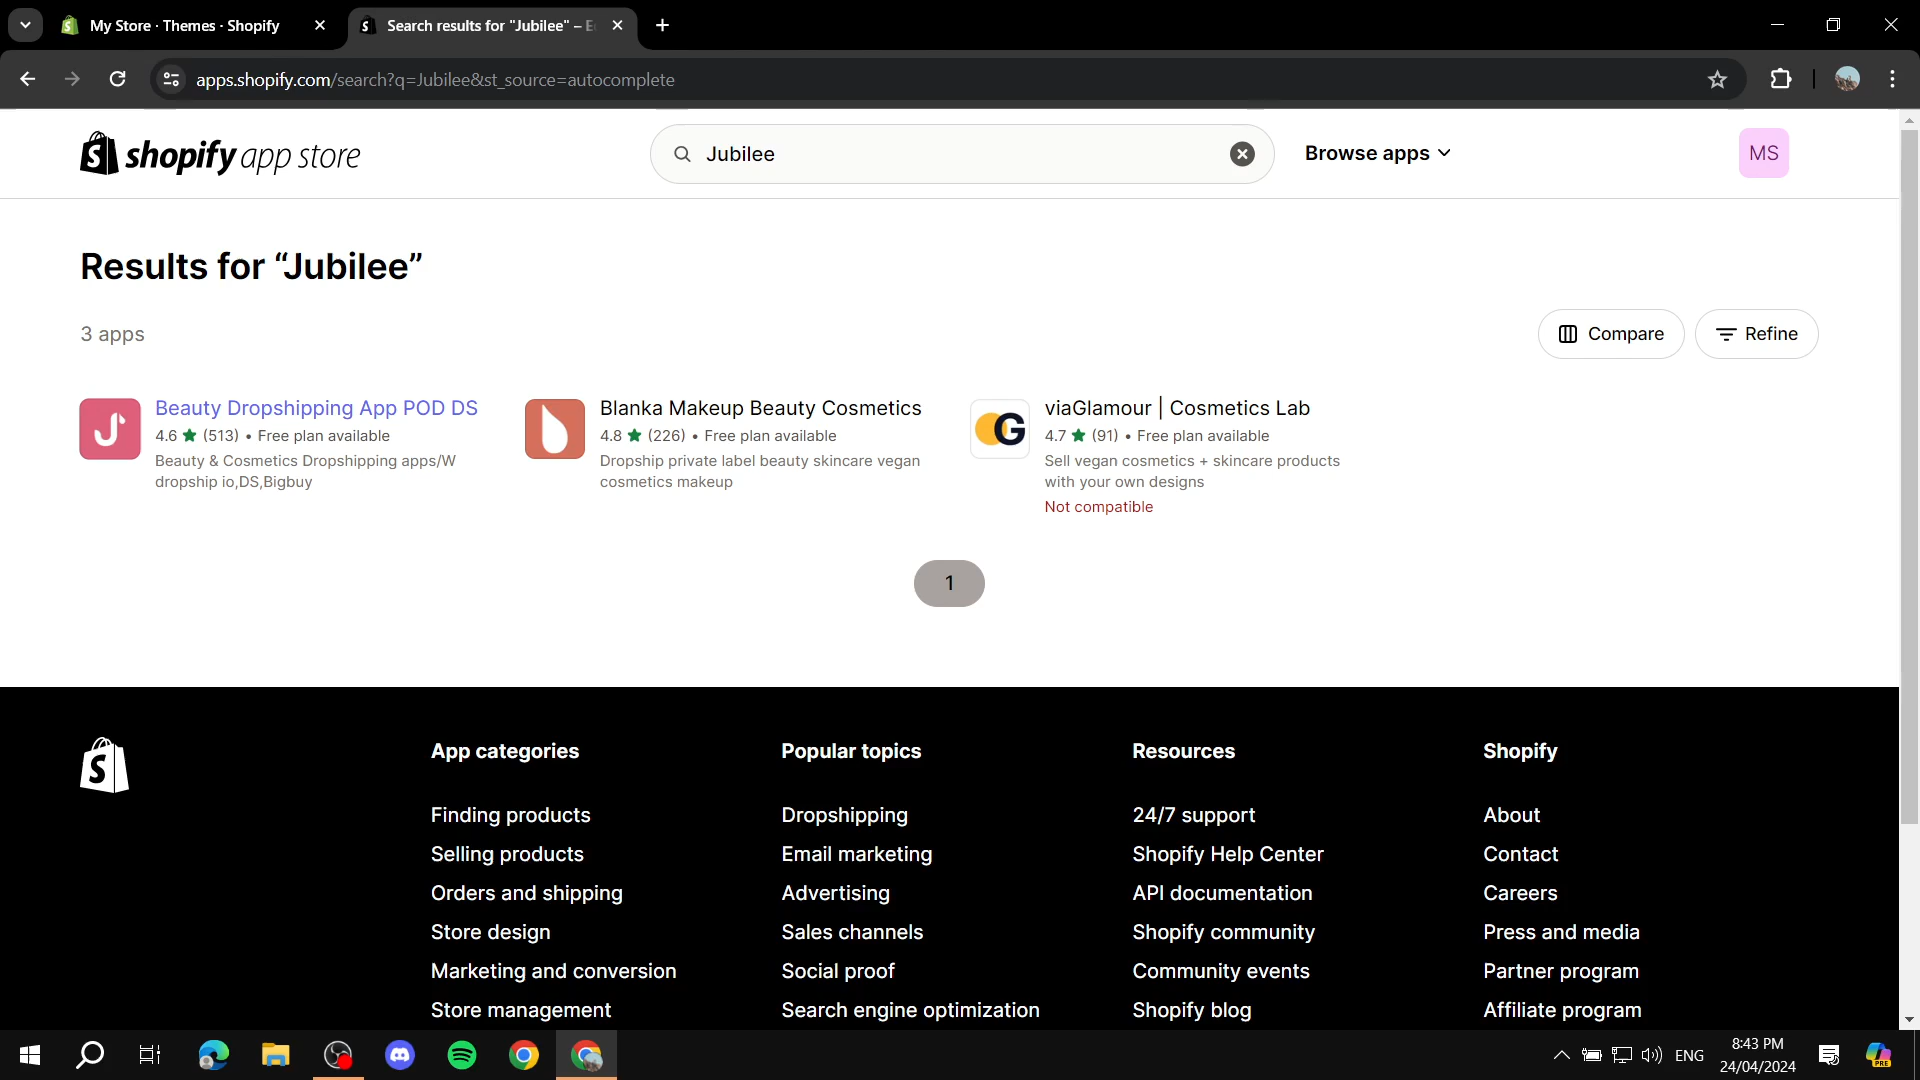 My Store · Themes · Shopify
Search results for "Jubilee" – E
apps.shopify.com/search?q=Jubilee&st_source=autocomplete
shopify app store
Jubilee
Browse apps
MS
Results for “Jubilee”
3 apps
Compare
Refine
Beauty Dropshipping App POD DS
4.6 ★ (513) • Free plan available
Beauty & Cosmetics Dropshipping apps/W
dropship io,DS,Bigbuy
Blanka Makeup Beauty Cosmetics
4.8 ★ (226) • Free plan available
Dropship private label beauty skincare vegan
cosmetics makeup
viaGlamour | Cosmetics Lab
4.7 ★ (91) • Free plan available
Sell vegan cosmetics + skincare products
with your own designs
Not compatible
1
App categories
Finding products
Selling products
Orders and shipping
Store design
Marketing and conversion
Store management
Popular topics
Dropshipping
Email marketing
Advertising
Sales channels
Social proof
Search engine optimization
Resources
24/7 support
Shopify Help Center
API documentation
Shopify community
Community events
Shopify blog
Shopify
About
Contact
Careers
Press and media
Partner program
Affiliate program
ENG
8:43 PM
24/04/2024
PRE